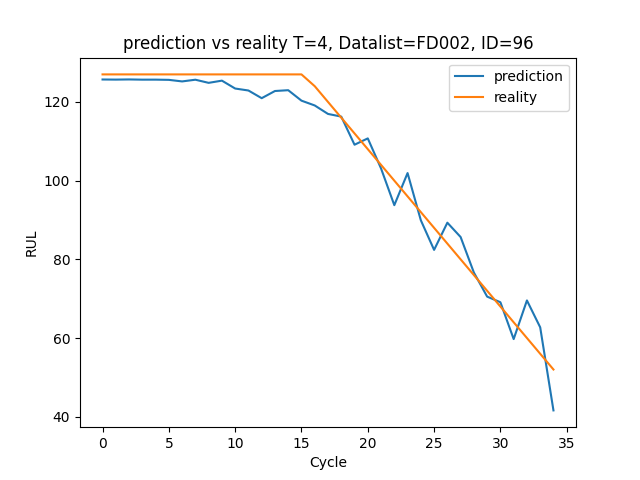 prediction vs reality T=4, Datalist=FD002, ID=96
prediction
reality
120
100
80
60
40
RUL
0 5 10 15 20 25 30 35
Cycle